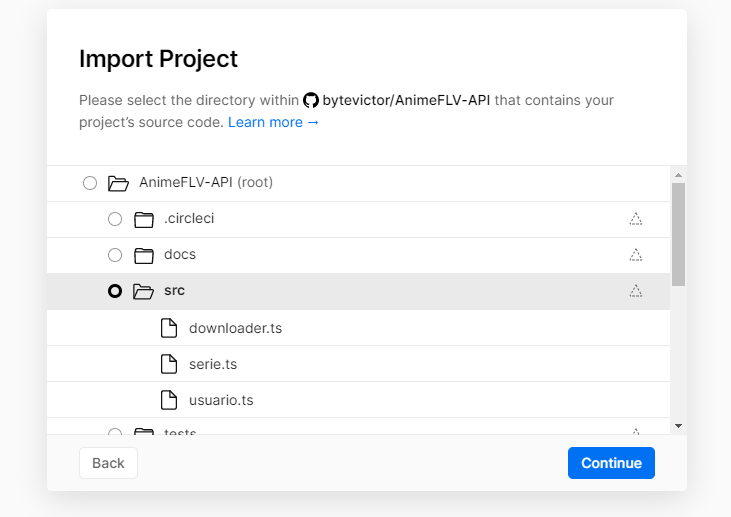 Import Project
Please select the directory within bytevictor/AnimeFLV-API that contains your
project's source code. Learn more →
AnimeFLV-API (root)
.circleci
docs
src
downloader.ts
serie.ts
usuario.ts
tests
Back Continue